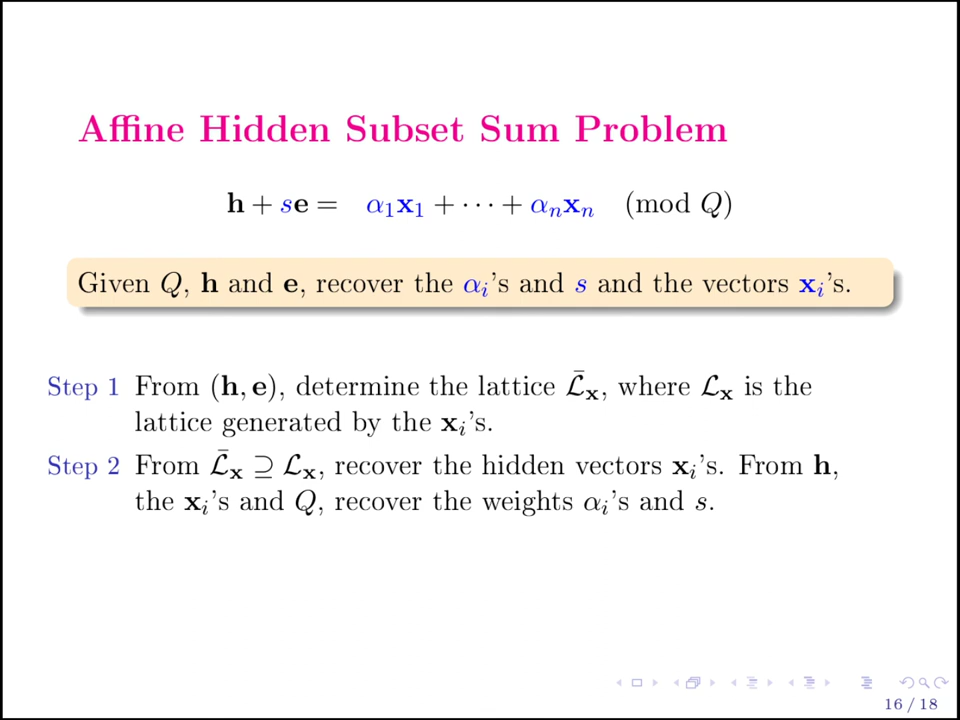 Affine Hidden Subset Sum Problem
h + se = α₁x₁ + · · · + αₙxₙ (mod Q)
Given Q, h and e, recover the αᵢ's and s and the vectors xᵢ's.
Step 1 From (h, e), determine the lattice ℒ̄ₓ, where ℒₓ is the
lattice generated by the xᵢ's.
Step 2 From ℒ̄ₓ ⊇ ℒₓ, recover the hidden vectors xᵢ's. From h,
the xᵢ's and Q, recover the weights αᵢ's and s.
16 / 18